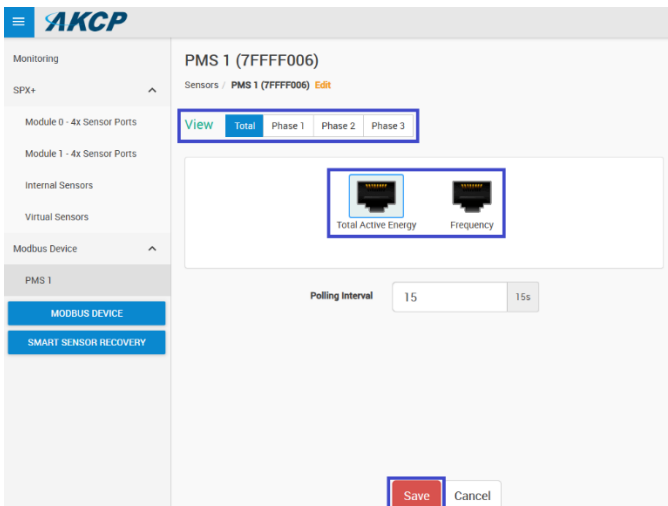 AKCP
Monitoring
SPX+
Module 0 - 4x Sensor Ports
Module 1 - 4x Sensor Ports
Internal Sensors
Virtual Sensors
Modbus Device
PMS 1
MODBUS DEVICE
SMART SENSOR RECOVERY
PMS 1 (7FFFF006)
Sensors / PMS 1 (7FFFF006) Edit
View Total Phase 1 Phase 2 Phase 3
Total Active Energy Frequency
Polling Interval 15 15s
Save Cancel